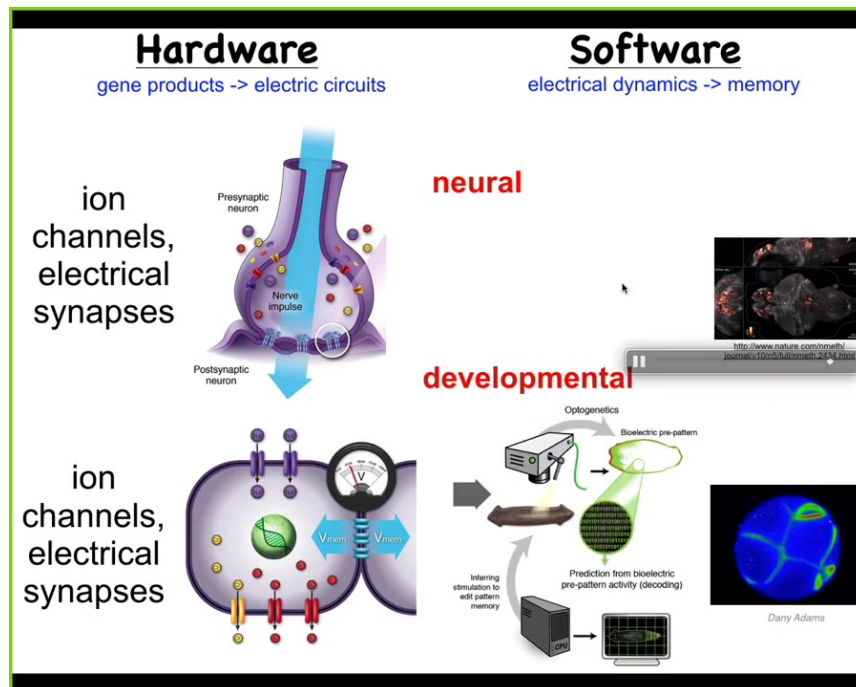 Hardware
gene products -> electric circuits
Software
electrical dynamics -> memory
ion
channels,
electrical
synapses
Presynaptic
neuron
Nerve
impulse
Postsynaptic
neuron
neural
http://www.nature.com/nmeth/
journal/v10/n5/full/nmeth.2434.html
developmental
ion
channels,
electrical
synapses
V
Vmem
Vmem
Optogenetics
Bioelectric pre-pattern
Inferring
stimulation to
edit pattern
memory
Prediction from bioelectric
pre-pattern activity (decoding)
CPU
Dany Adams